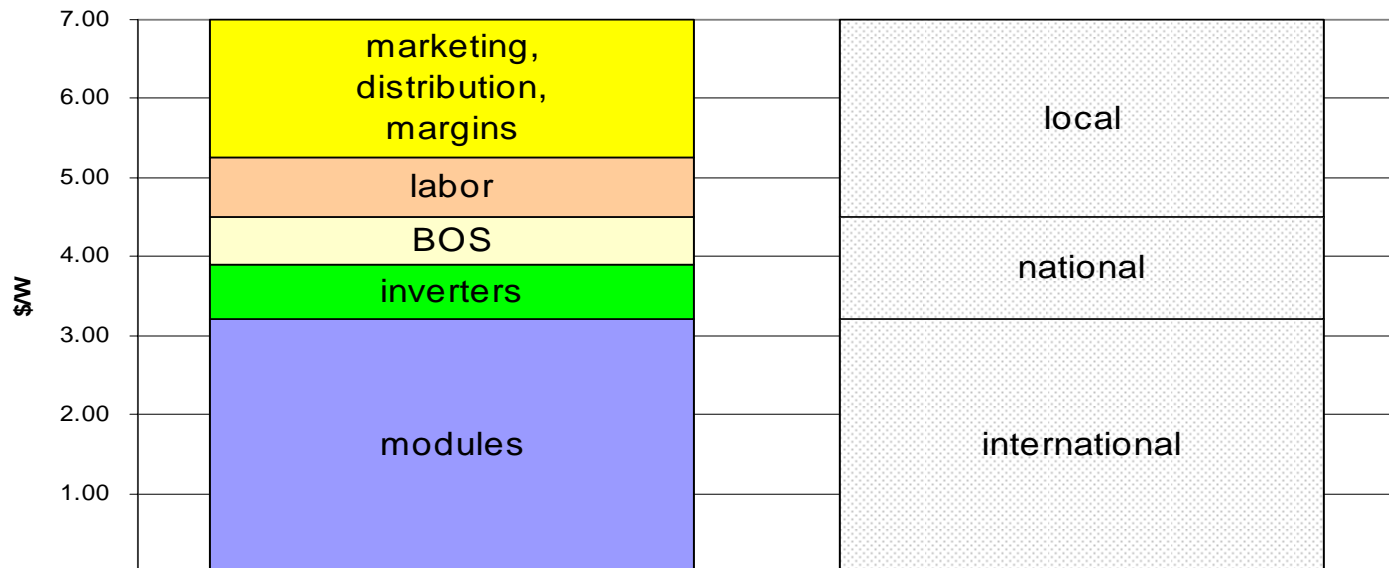 7.00
6.00
5.00
4.00
3.00
2.00
1.00
$/W
marketing,
distribution,
margins
labor
BOS
inverters
modules
local
national
international